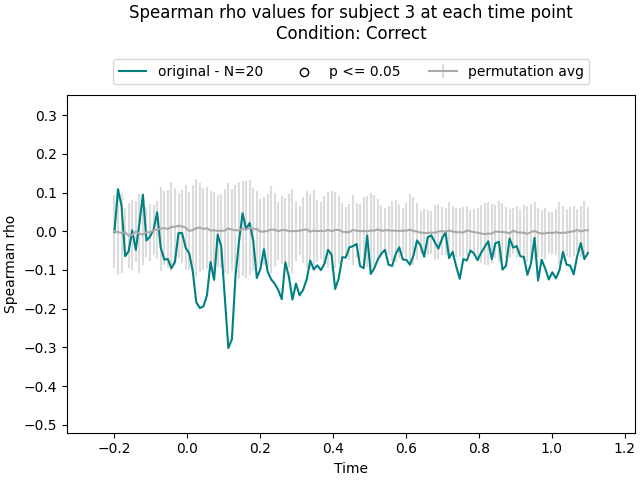 Spearman rho values for subject 3 at each time point
Condition: Correct
original - N=20
p <= 0.05
permutation avg
0.3
0.2
0.1
0.0
−0.1
−0.2
−0.3
−0.4
−0.5
Spearman rho
−0.2
0.0
0.2
0.4
0.6
0.8
1.0
1.2
Time